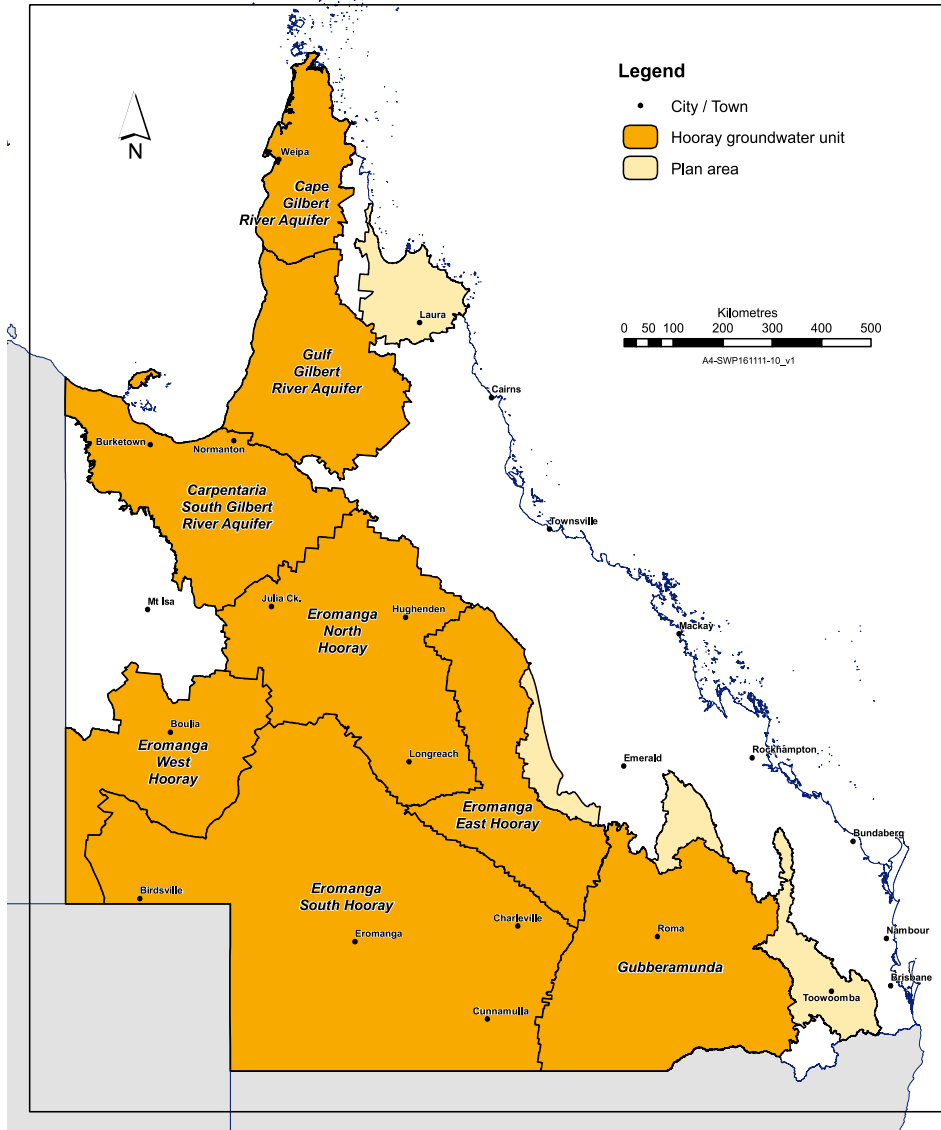 Legend
City / Town
Hooray groundwater unit
Plan area
N
Kilometres
0 50 100 200 300 400 500
A4-SWP161111-10_v1
Weipa
Cape
Gilbert
River Aquifer
Laura
Gulf
Gilbert
River Aquifer
Cairns
Burketown
Normanton
Carpentaria
South Gilbert
River Aquifer
Townsville
Mt Isa
Julia Ck.
Hughenden
Eromanga
North
Hooray
Mackay
Boulia
Eromanga
West
Hooray
Longreach
Emerald
Rockhampton
Eromanga
East Hooray
Bundaberg
Birdsville
Eromanga
South Hooray
Eromanga
Charleville
Roma
Gubberamunda
Nambour
Brisbane
Toowoomba
Cunnamulla